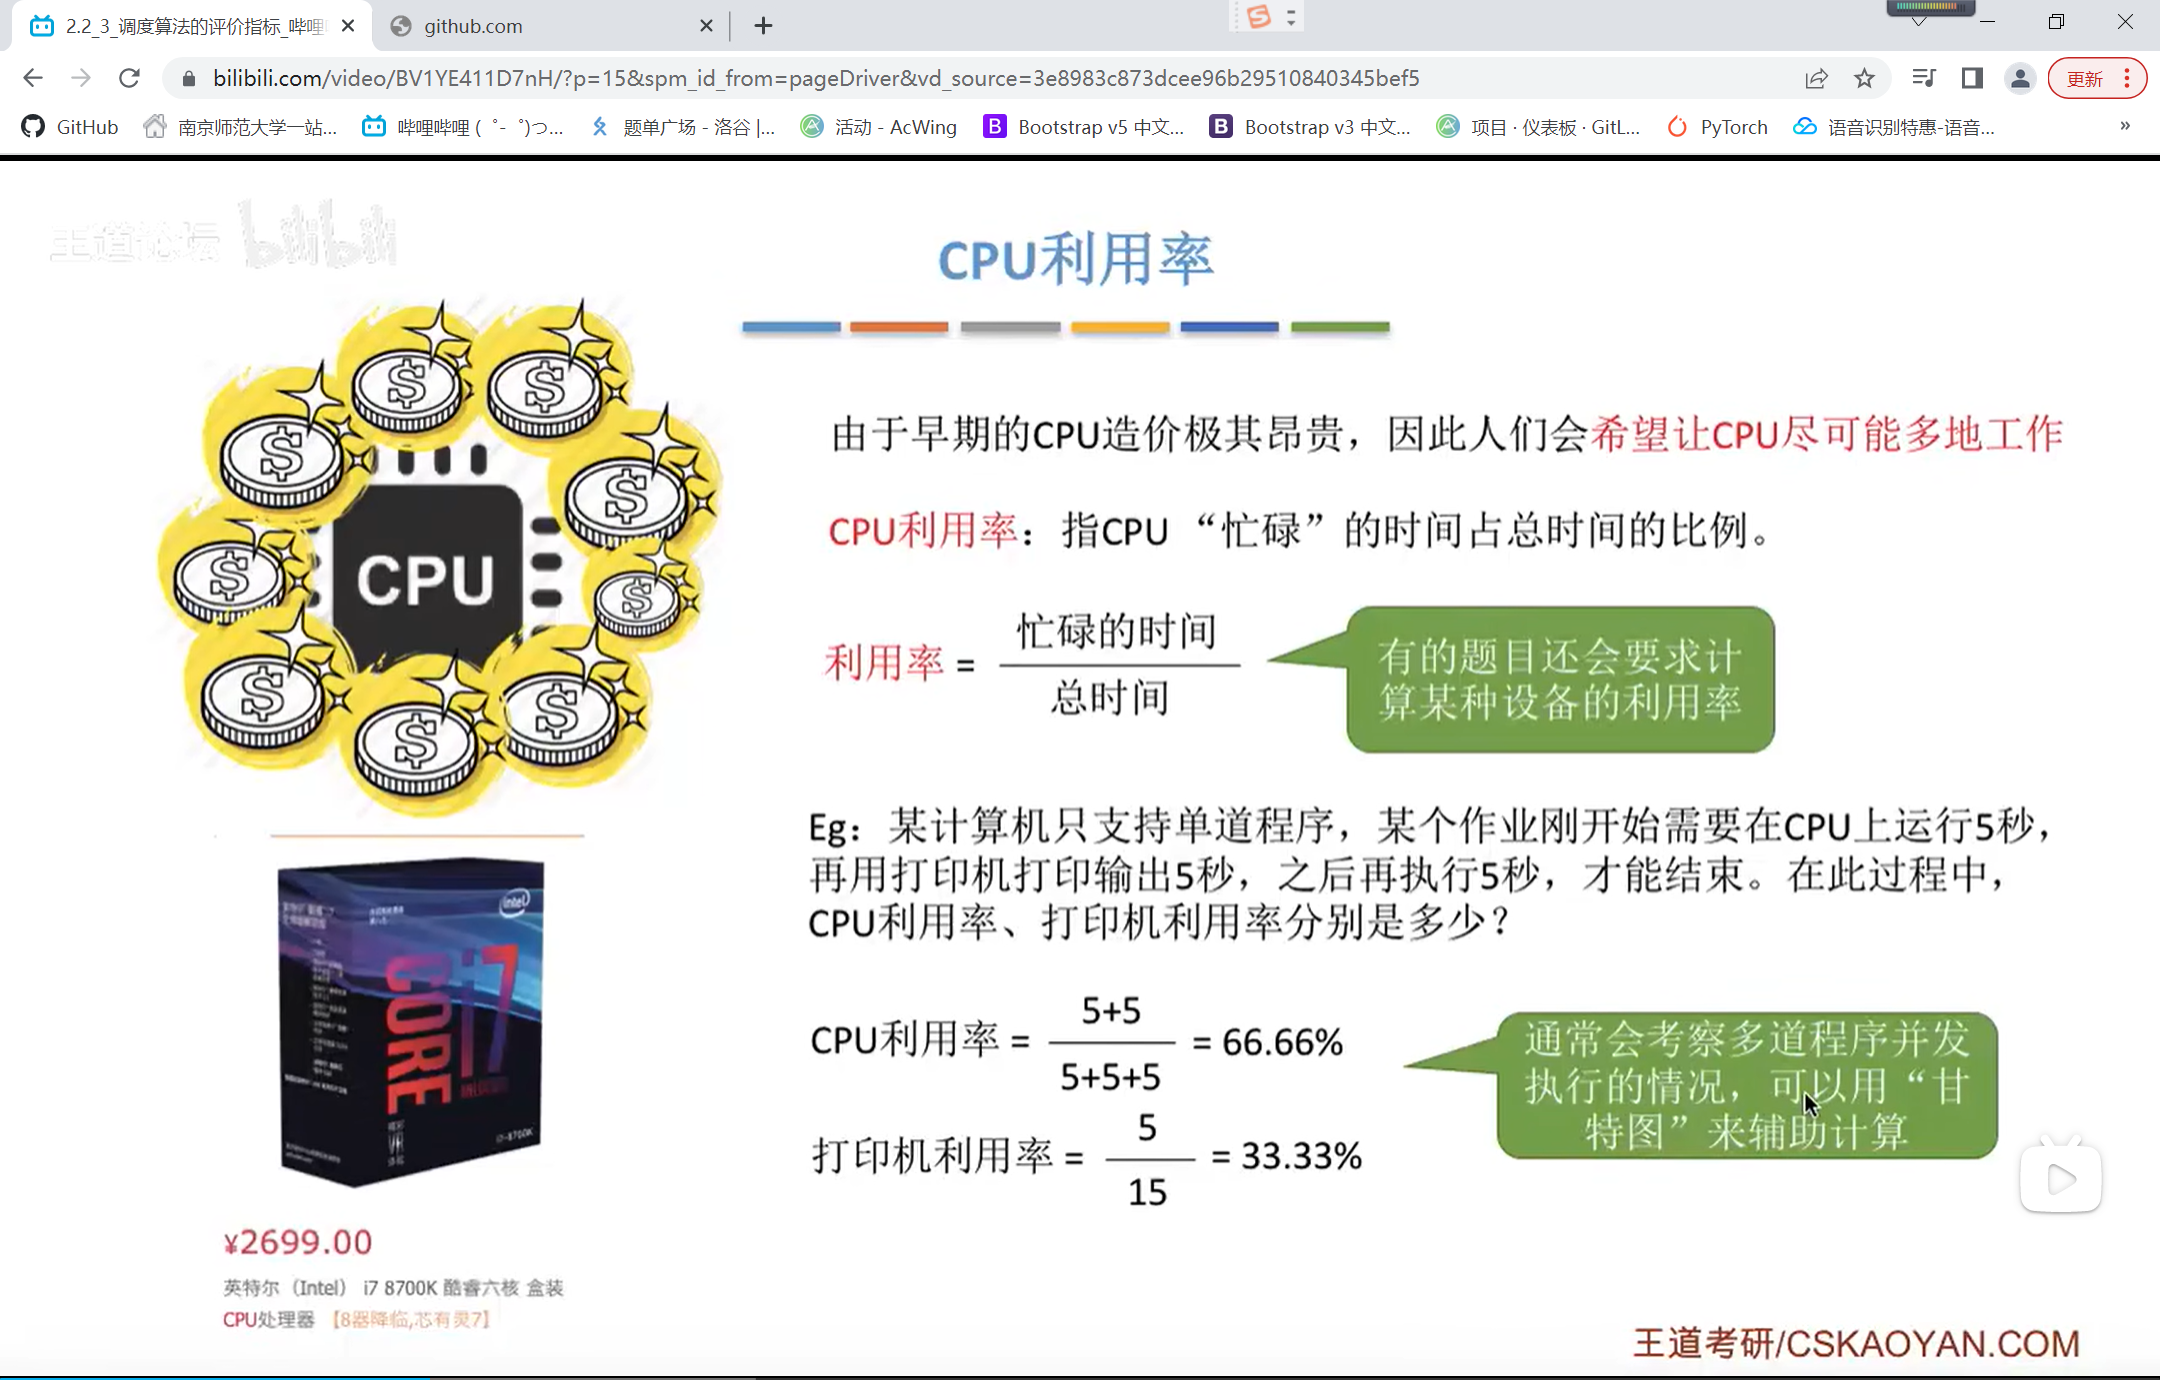 2.2_3_调度算法的评价指标_哔哩
github.com
bilibili.com/video/BV1YE411D7nH/?p=15&spm_id_from=pageDriver&vd_source=3e8983c873dcee96b29510840345bef5
更新
GitHub
南京师范大学一站...
哔哩哔哩 (゜-゜)つ...
题单广场 - 洛谷 |...
活动 - AcWing
Bootstrap v5 中文...
Bootstrap v3 中文...
项目 · 仪表板 · GitL...
PyTorch
语音识别特惠-语音...
»
王道论坛 bilibili
CPU利用率
CPU
由于早期的CPU造价极其昂贵，因此人们会希望让CPU尽可能多地工作
CPU利用率：指CPU “忙碌”的时间占总时间的比例。
利用率 =
忙碌的时间
总时间
有的题目还会要求计
算某种设备的利用率
Eg：某计算机只支持单道程序，某个作业刚开始需要在CPU上运行5秒，
再用打印机打印输出5秒，之后再执行5秒，才能结束。在此过程中，
CPU利用率、打印机利用率分别是多少？
CPU利用率 =
5+5
5+5+5
= 66.66%
打印机利用率 =
5
15
= 33.33%
通常会考察多道程序并发
执行的情况，可以用“甘
特图”来辅助计算
intel
CORE i7
VR
i7-8700K
¥2699.00
英特尔（Intel） i7 8700K 酷睿六核 盒装
CPU处理器 【8器降临,芯有灵7】
王道考研/CSKAOYAN.COM